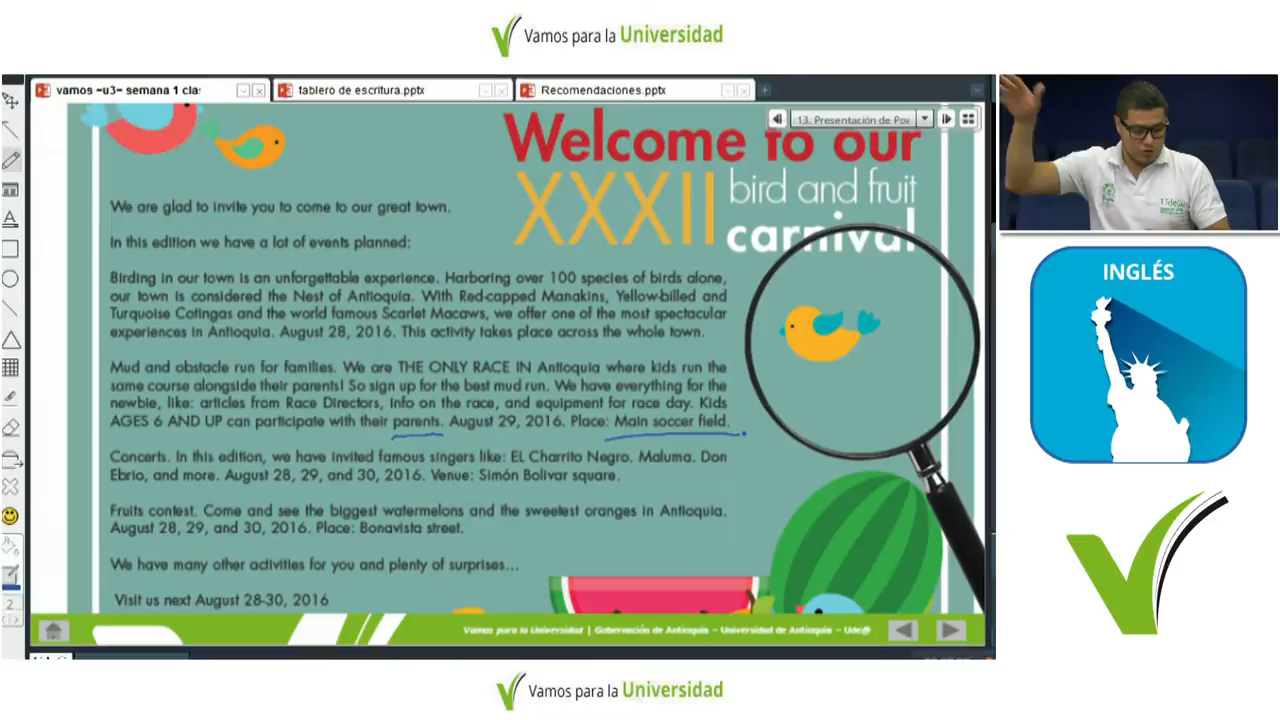 Vamos para la Universidad
vamos -u3- semana 1 cla:
tablero de escritura.pptx
Recomendaciones.pptx
13. Presentación de Pov
Welcome to our
XXXII bird and fruit
carnival
We are glad to invite you to come to our great town.
In this edition we have a lot of events planned:
Birding in our town is an unforgettable experience. Harboring over 100 species of birds alone,
our town is considered the Nest of Antioquia. With Red-capped Manakins, Yellow-billed and
Turquoise Cotingas and the world famous Scarlet Macaws, we offer one of the most spectacular
experiences in Antioquia. August 28, 2016. This activity takes place across the whole town.
Mud and obstacle run for families. We are THE ONLY RACE IN Antioquia where kids run the
same course alongside their parents! So sign up for the best mud run. We have everything for the
newbie, like: articles from Race Directors, info on the race, and equipment for race day. Kids
AGES 6 AND UP can participate with their parents. August 29, 2016. Place: Main soccer field.
Concerts. In this edition, we have invited famous singers like: EL Charrito Negro. Maluma. Don
Ebrio, and more. August 28, 29, and 30, 2016. Venue: Simón Bolivar square.
Fruits contest. Come and see the biggest watermelons and the sweetest oranges in Antioquia.
August 28, 29, and 30, 2016. Place: Bonavista street.
We have many other activities for you and plenty of surprises...
Visit us next August 28-30, 2016
Vamos para la Universidad | Gobernación de Antioquia – Universidad de Antioquia – Ude@
2
INGLÉS
Vamos para la Universidad